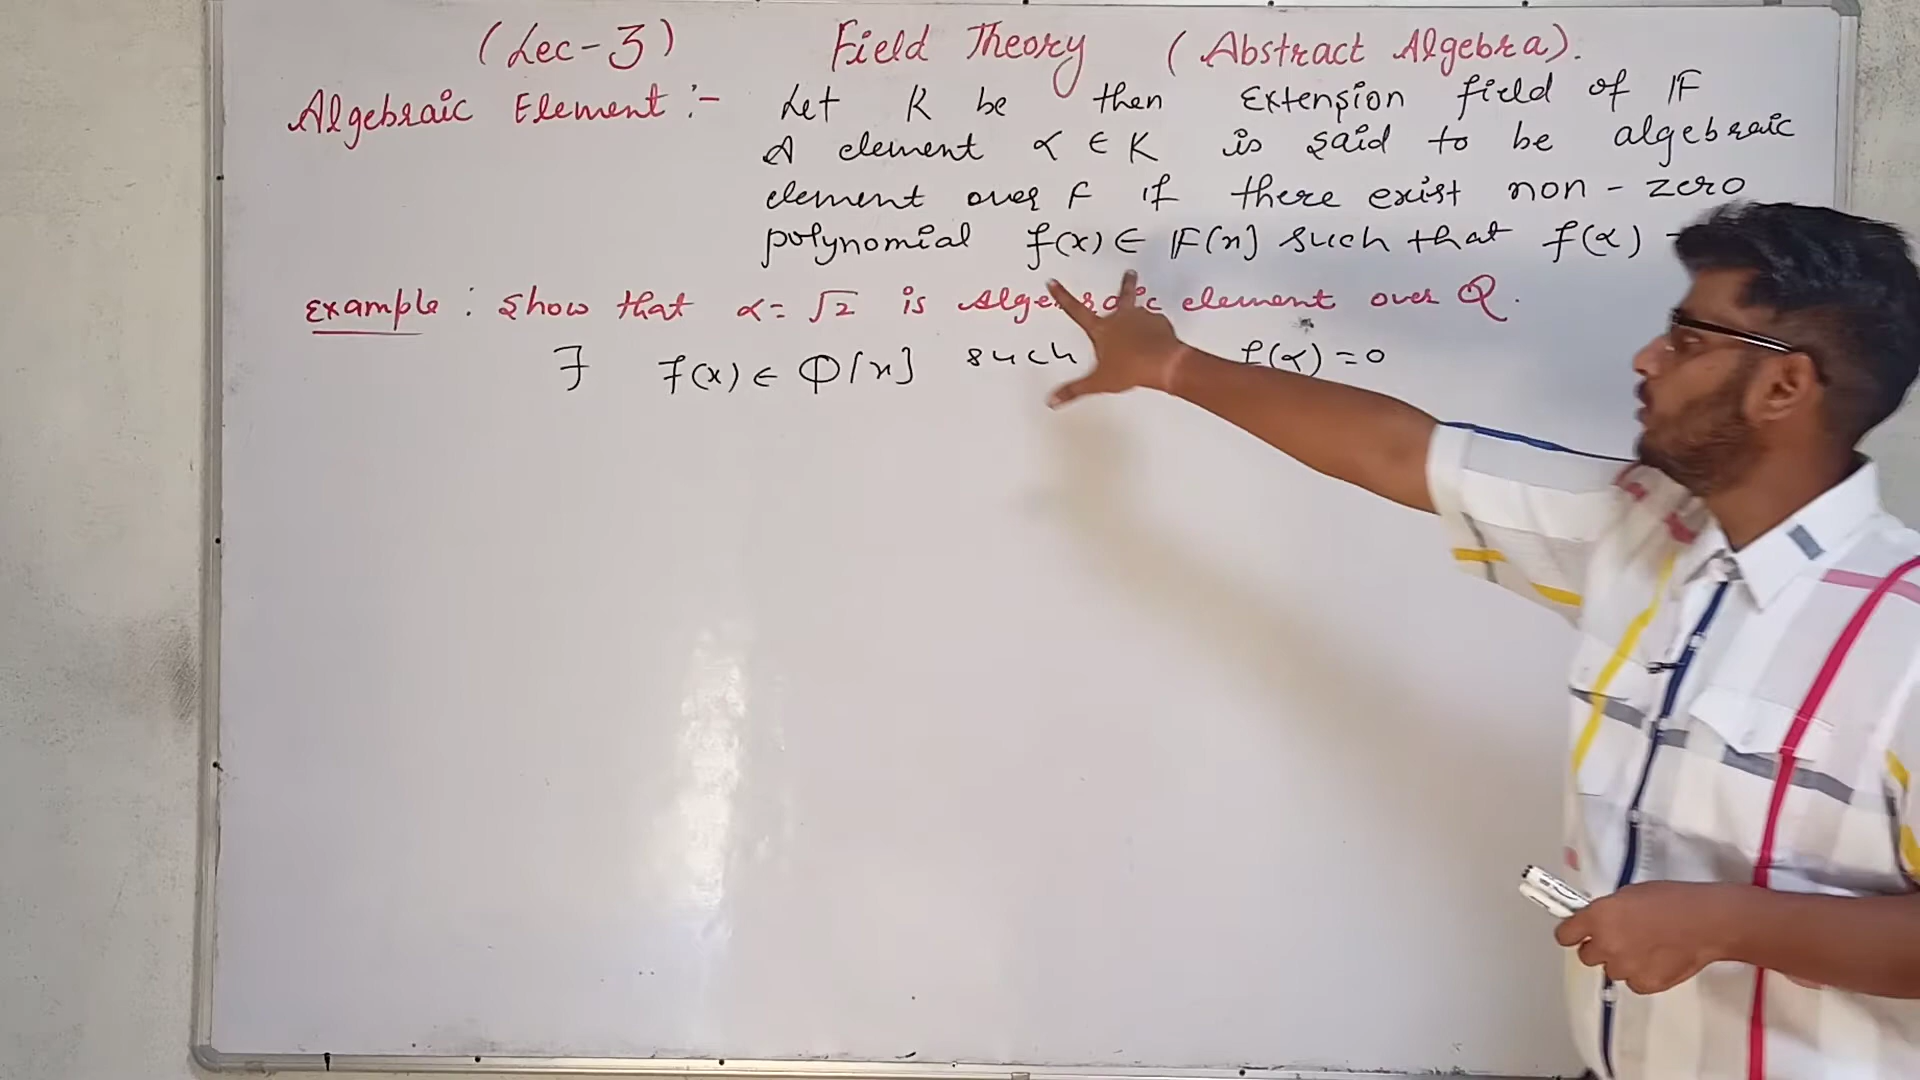 (Lec-3) Field Theory (Abstract Algebra).
Algebraic Element :- Let K be then Extension field of F
A element α ∈ K is said to be algebraic
element over F if there exist non-zero
polynomial f(x) ∈ F[x] such that f(α)
Example : Show that α = √2 is Algebraic element over Q.
∃ f(x) ∈ Q[x] such f(α) = 0